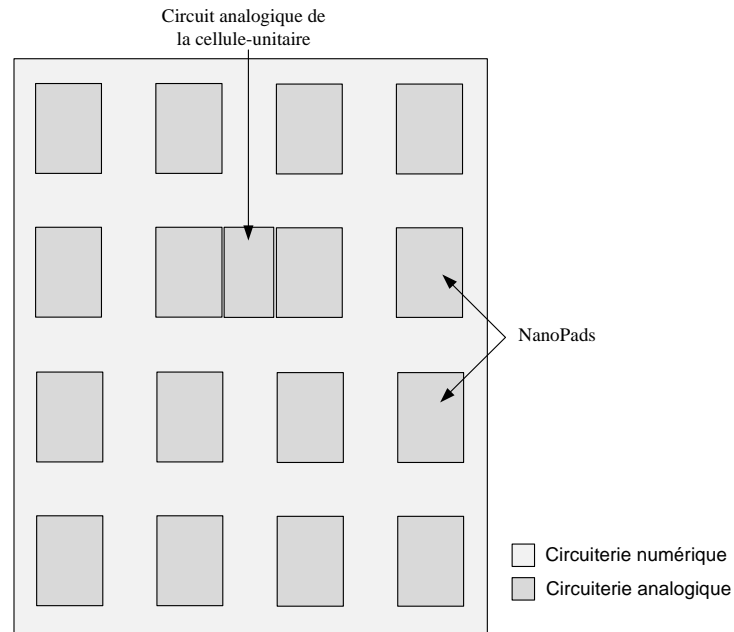 Circuit analogique de
la cellule-unitaire
NanoPads
Circuiterie numérique
Circuiterie analogique